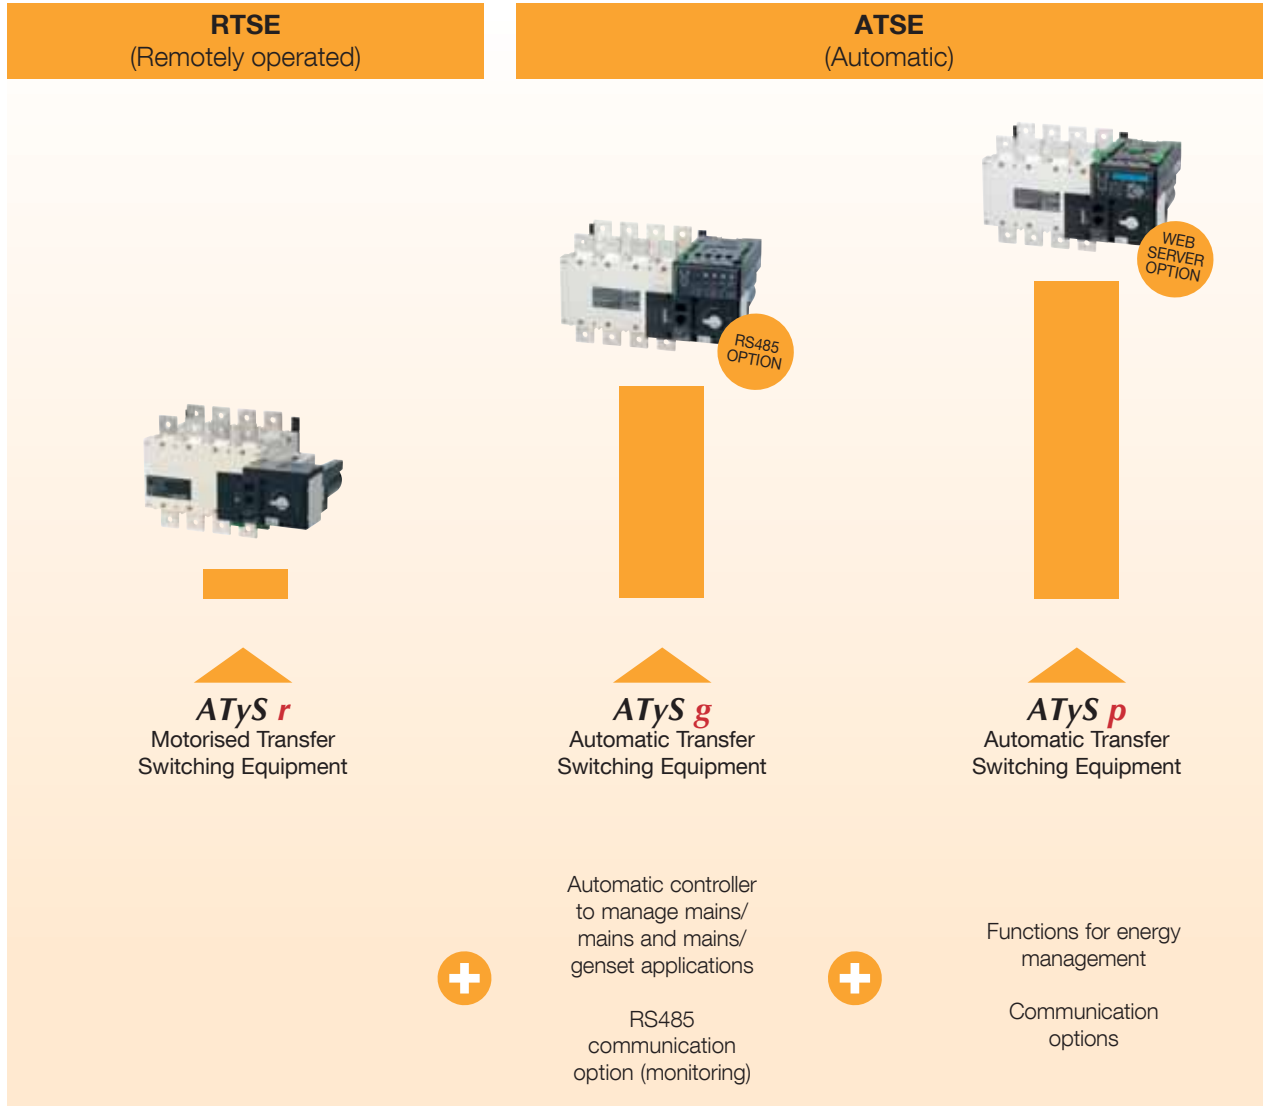 RTSE
(Remotely operated)
ATSE
(Automatic)
WEB
SERVER
OPTION
RS485
OPTION
ATyS r
Motorised Transfer
Switching Equipment
ATyS g
Automatic Transfer
Switching Equipment
ATyS p
Automatic Transfer
Switching Equipment
Automatic controller
to manage mains/
mains and mains/
genset applications
RS485
communication
option (monitoring)
Functions for energy
management
Communication
options